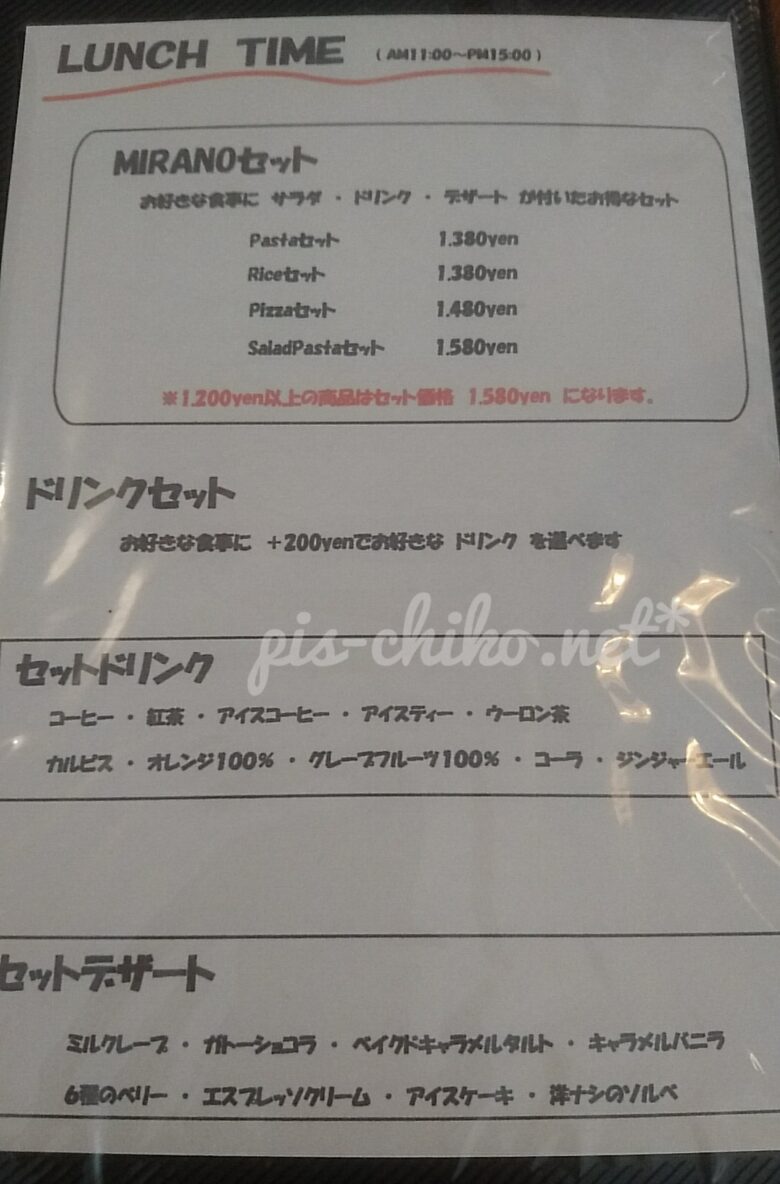 LUNCH TIME (AM11:00～PM15:00)
MIRANOセット
お好きな食事に サラダ ・ ドリンク ・ デザート が付いたお得なセット
Pastaセット 1.380yen
Riceセット 1.380yen
Pizzaセット 1.480yen
SaladPastaセット 1.580yen
※1.200yen以上の商品はセット価格 1.580yen になります。
ドリンクセット
お好きな食事に +200yenでお好きな ドリンク を選べます
pis-chiko.net*
セットドリンク
コーヒー ・ 紅茶 ・ アイスコーヒー ・ アイスティー ・ ウーロン茶
カルピス ・ オレンジ100% ・ グレープフルーツ100% ・ コーラ ・ ジンジャーエール
セットデザート
ミルクレープ ・ ガトーショコラ ・ ベイクドキャラメルタルト ・ キャラメルバニラ
6種のベリー ・ エスプレッソクリーム ・ アイスケーキ ・ 洋ナシのソルベ